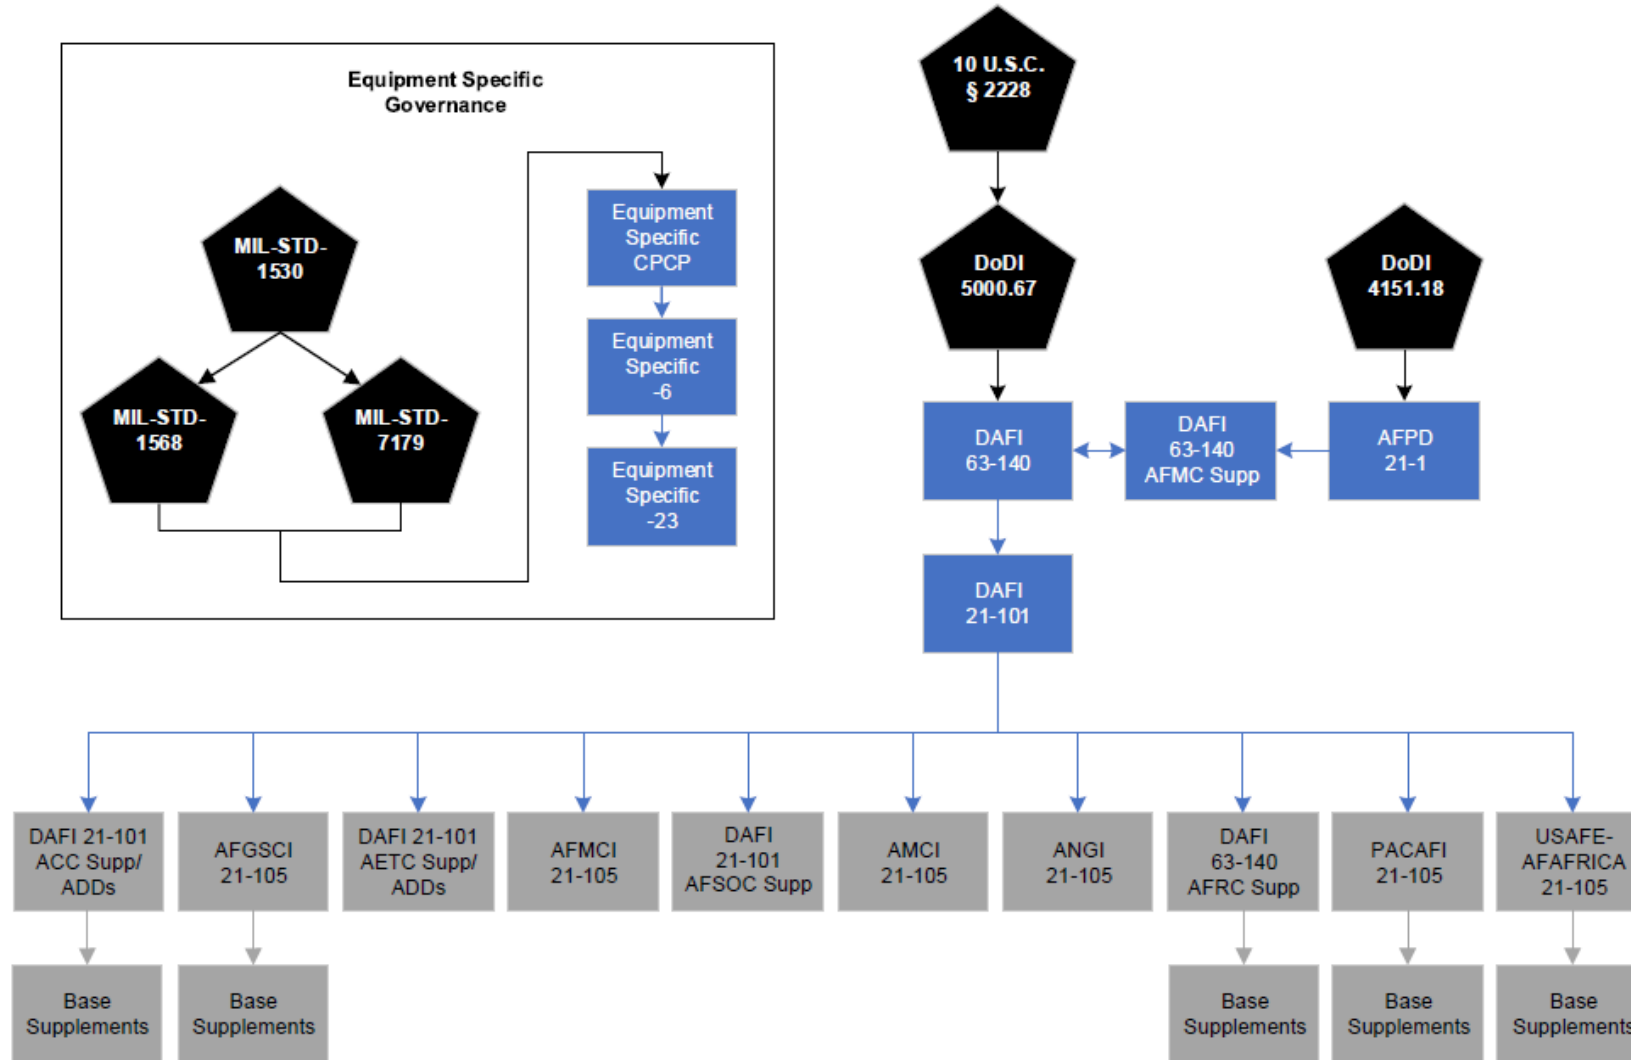 Equipment Specific
Governance
MIL-STD-
1530
MIL-STD-
1568
MIL-STD-
7179
Equipment
Specific
CPCP
Equipment
Specific
-6
Equipment
Specific
-23
10 U.S.C.
§ 2228
DoDI
5000.67
DoDI
4151.18
DAFI
63-140
DAFI
63-140
AFMC Supp
AFPD
21-1
DAFI
21-101
DAFI 21-101
ACC Supp/
ADDs
AFGSCI
21-105
DAFI 21-101
AETC Supp/
ADDs
AFMCI
21-105
DAFI
21-101
AFSOC Supp
AMCI
21-105
ANGI
21-105
DAFI
63-140
AFRC Supp
PACAFI
21-105
USAFE-
AFAFRICA
21-105
Base
Supplements
Base
Supplements
Base
Supplements
Base
Supplements
Base
Supplements